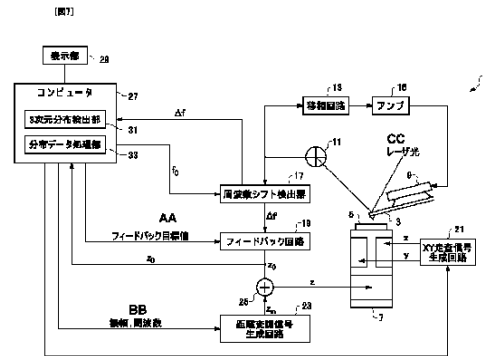 [図7]
表示部
29
コンピュータ
27
3次元分布検出部
31
分布データ処理部
33
Δf
f0
13
移相回路
15
アンプ
11
CC
レーザ光
9
17
周波数シフト検出器
Δf
5
3
AA
フィードバック目標値
19
フィードバック回路
21
XY走査信号
生成回路
x
y
z0
z0
z
25
zm
BB
振幅、周波数
23
距離変調信号
生成回路
7